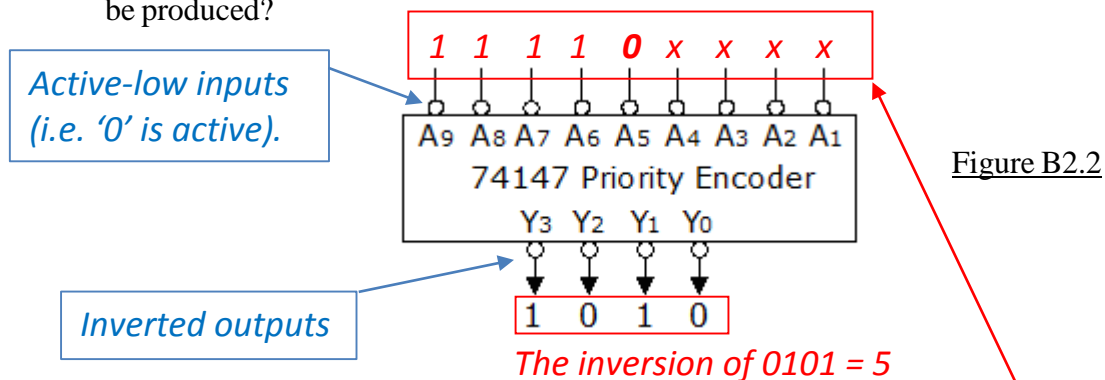 be produced?
1 1 1 1 0 x x x x
Active-low inputs
(i.e. ‘0’ is active).
A9 A8 A7 A6 A5 A4 A3 A2 A1
74147 Priority Encoder
Figure B2.2
Y3 Y2 Y1 Y0
Inverted outputs
1 0 1 0
The inversion of 0101 = 5